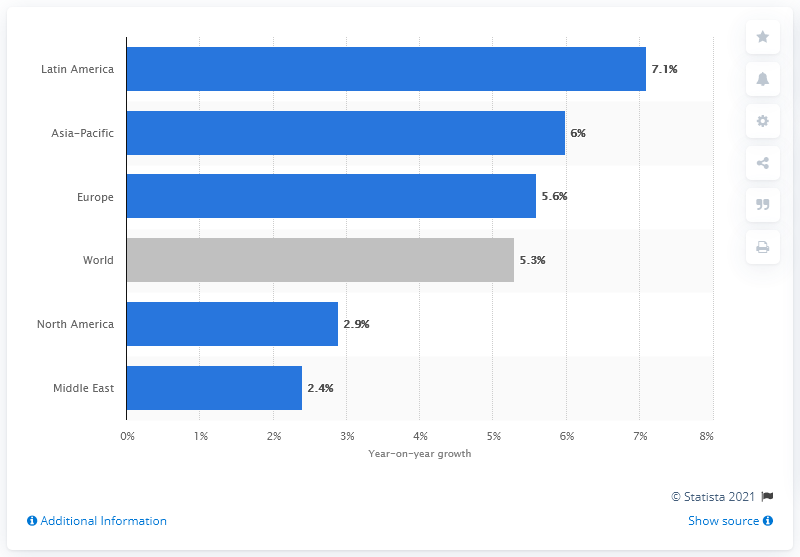 Latin America 7.1%
Asia-Pacific 6%
Europe 5.6%
World 5.3%
North America 2.9%
Middle East 2.4%
0% 1% 2% 3% 4% 5% 6% 7% 8%
Year-on-year growth
© Statista 2021
Additional Information Show source